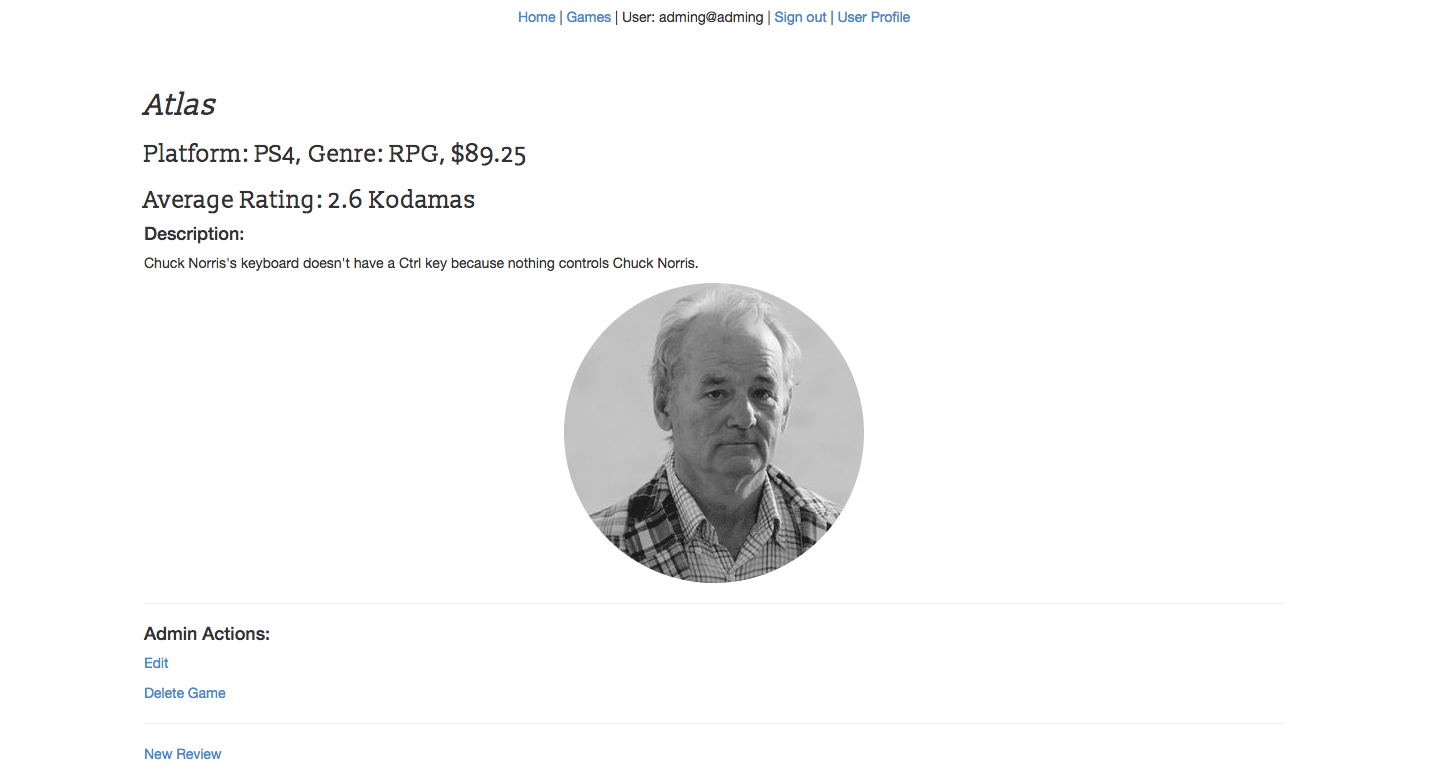 Home | Games | User: adming@adming | Sign out | User Profile
Atlas
Platform: PS4, Genre: RPG, $89.25
Average Rating: 2.6 Kodamas
Description:
Chuck Norris's keyboard doesn't have a Ctrl key because nothing controls Chuck Norris.
Admin Actions:
Edit
Delete Game
New Review